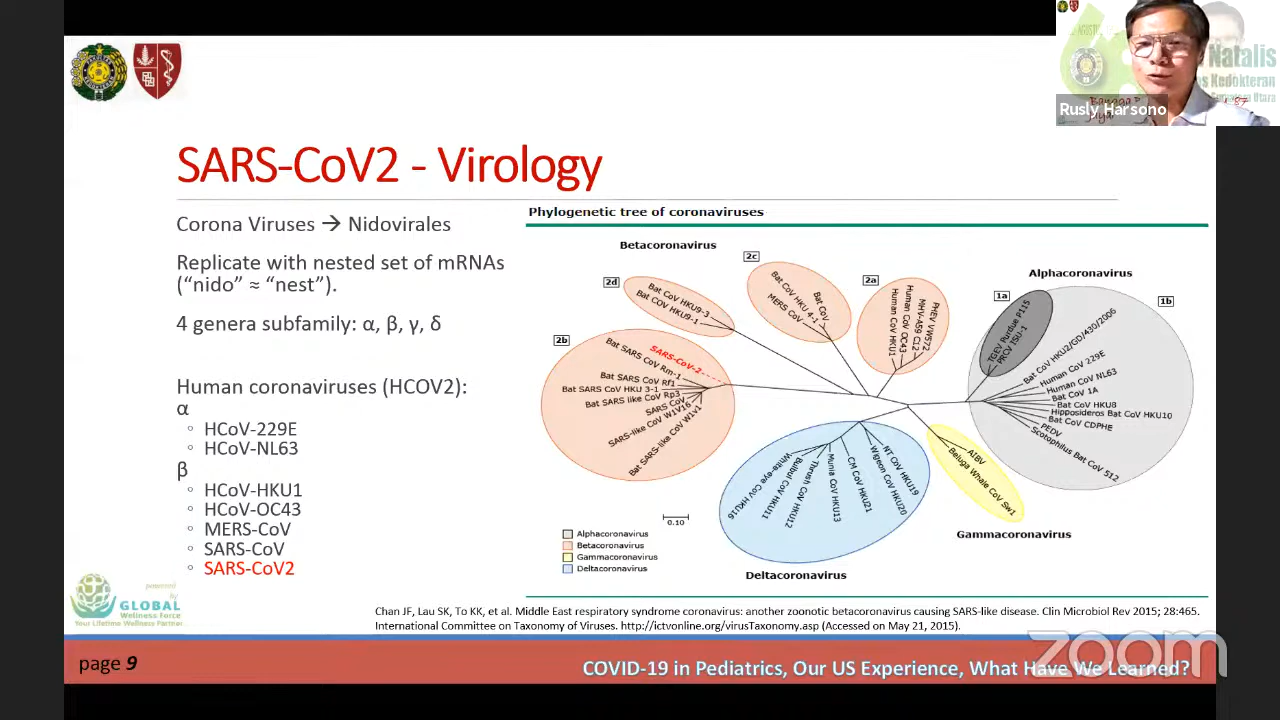 Natalis
s Kedokteran
Sumatera Utara
Rusly Harsono
SARS-CoV2 - Virology
Corona Viruses → Nidovirales
Replicate with nested set of mRNAs
(“nido” ≈ “nest”).
4 genera subfamily: α, β, γ, δ
Human coronaviruses (HCOV2):
α
◦ HCoV-229E
◦ HCoV-NL63
β
◦ HCoV-HKU1
◦ HCoV-OC43
◦ MERS-CoV
◦ SARS-CoV
◦ SARS-CoV2
Phylogenetic tree of coronaviruses
Betacoronavirus
2d
Bat CoV HKU9-3
Bat COV HKU9-1
2c
Bat CoV
Bat CoV HKU 4-1
MERS CoV
2a
PHEV VW572
MHV-A59 C12
Human CoV OC43
Human CoV HKU1
2b
SARS-CoV-2
Bat SARS CoV Rm-1
Bat SARS CoV Rf1
Bat SARS CoV HKU 3-1
Bat SARS like CoV Rp3
SARS CoV
SARS-like CoV W1V16
Bat SARS-like CoV W1v1
Alphacoronavirus
1a
TGEV Purdue P115
PRCV ISU-1
1b
Bat CoV HKU2/GD/430/2006
Human CoV 229E
Human CoV NL63
Bat CoV 1A
Bat CoV HKU8
Hipposideros Bat CoV HKU10
Bat CoV CDPHE
PEDV
Scotophilus Bat CoV 512
AIBV
Beluga Whale CoV Sw1
Gammacoronavirus
White-eye CoV HKU16
Bulbul CoV HKU11
Thrush CoV HKU12
Munia CoV HKU13
CM CoV HKU21
Wigeon CoV HKU20
NT CoV HKU19
Deltacoronavirus
0.10
Alphacoronavirus
Betacoronavirus
Gammacoronavirus
Deltacoronavirus
Chan JF, Lau SK, To KK, et al. Middle East respiratory syndrome coronavirus: another zoonotic betacoronavirus causing SARS-like disease. Clin Microbiol Rev 2015; 28:465.
International Committee on Taxonomy of Viruses. http://ictvonline.org/virusTaxonomy.asp (Accessed on May 21, 2015).
powered
by
GLOBAL
Wellness Force
Your Lifetime Wellness Partner
page 9
COVID-19 in Pediatrics, Our US Experience, What Have We Learned?
zoom